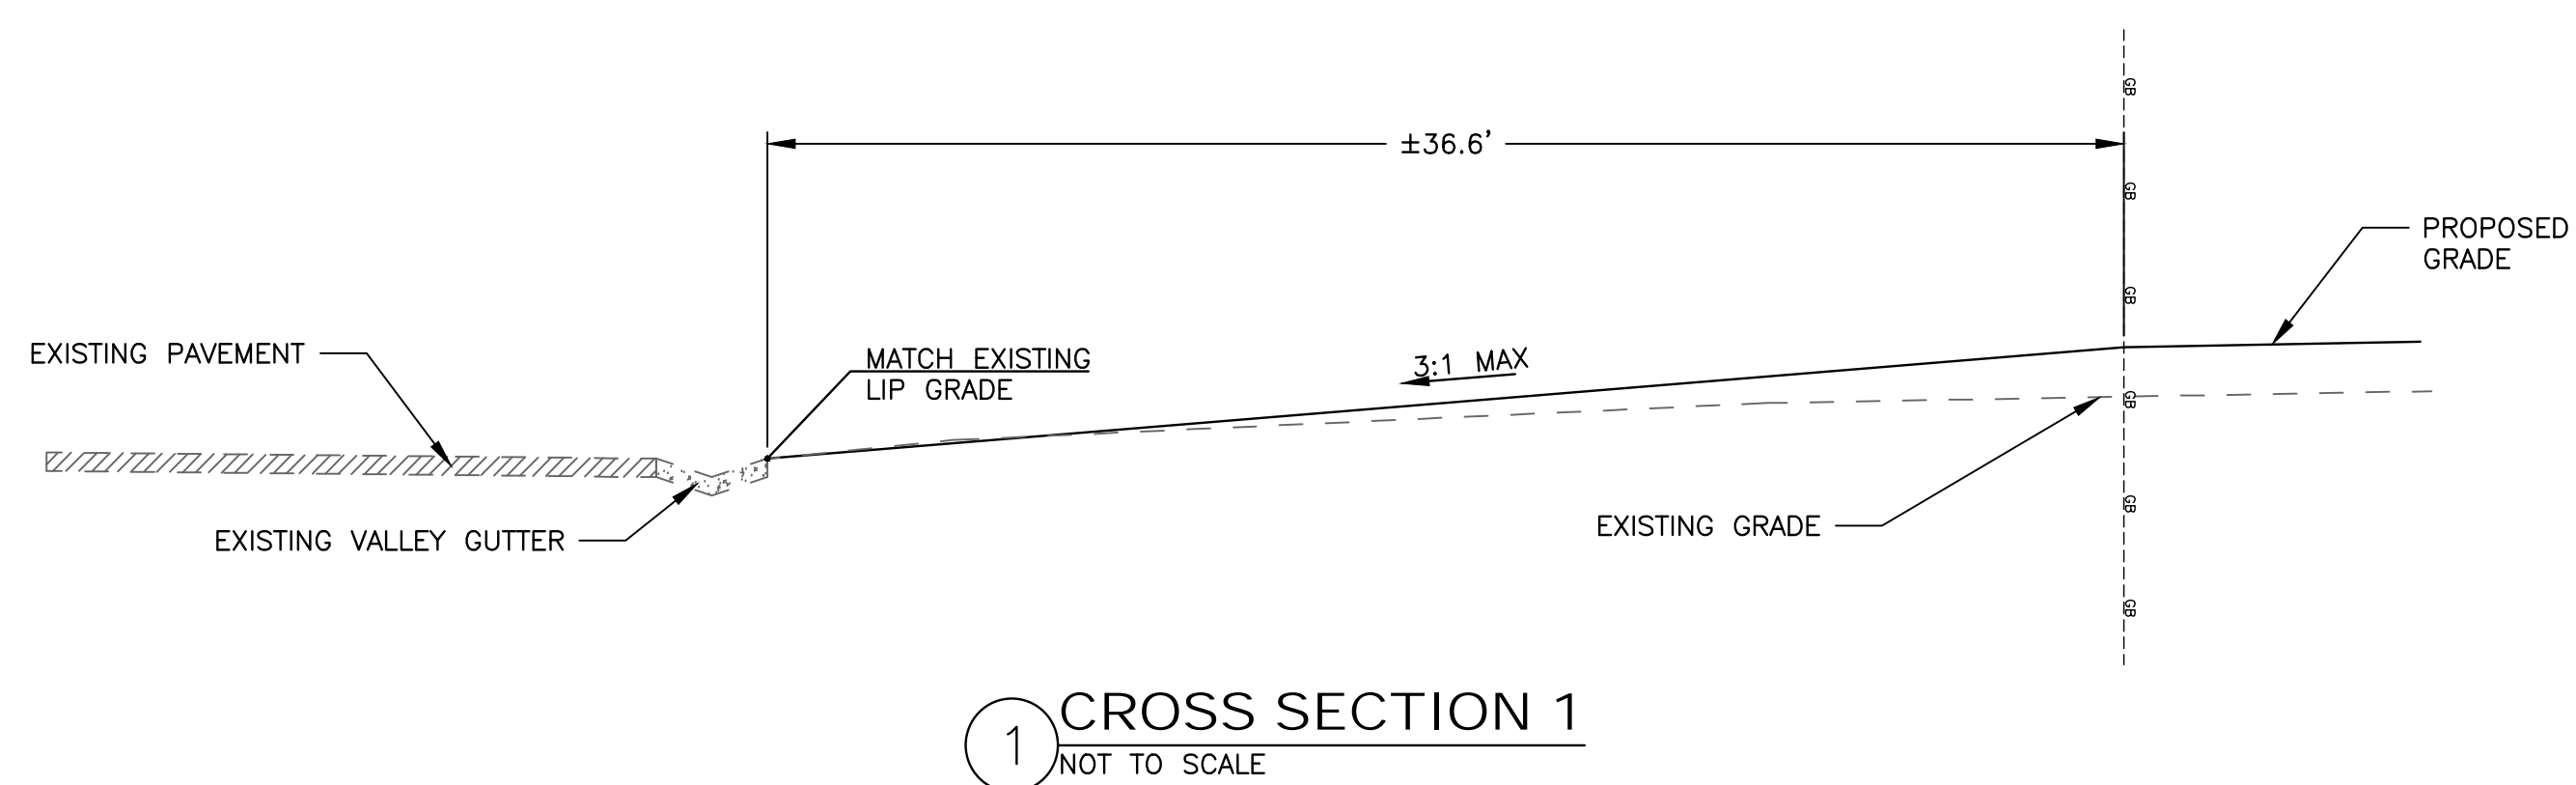 GB
±36.6’
GB
PROPOSED
GRADE
GB
EXISTING PAVEMENT
MATCH EXISTING
LIP GRADE
3:1 MAX
GB
EXISTING GRADE
GB
EXISTING VALLEY GUTTER
GB
1
CROSS SECTION 1
NOT TO SCALE